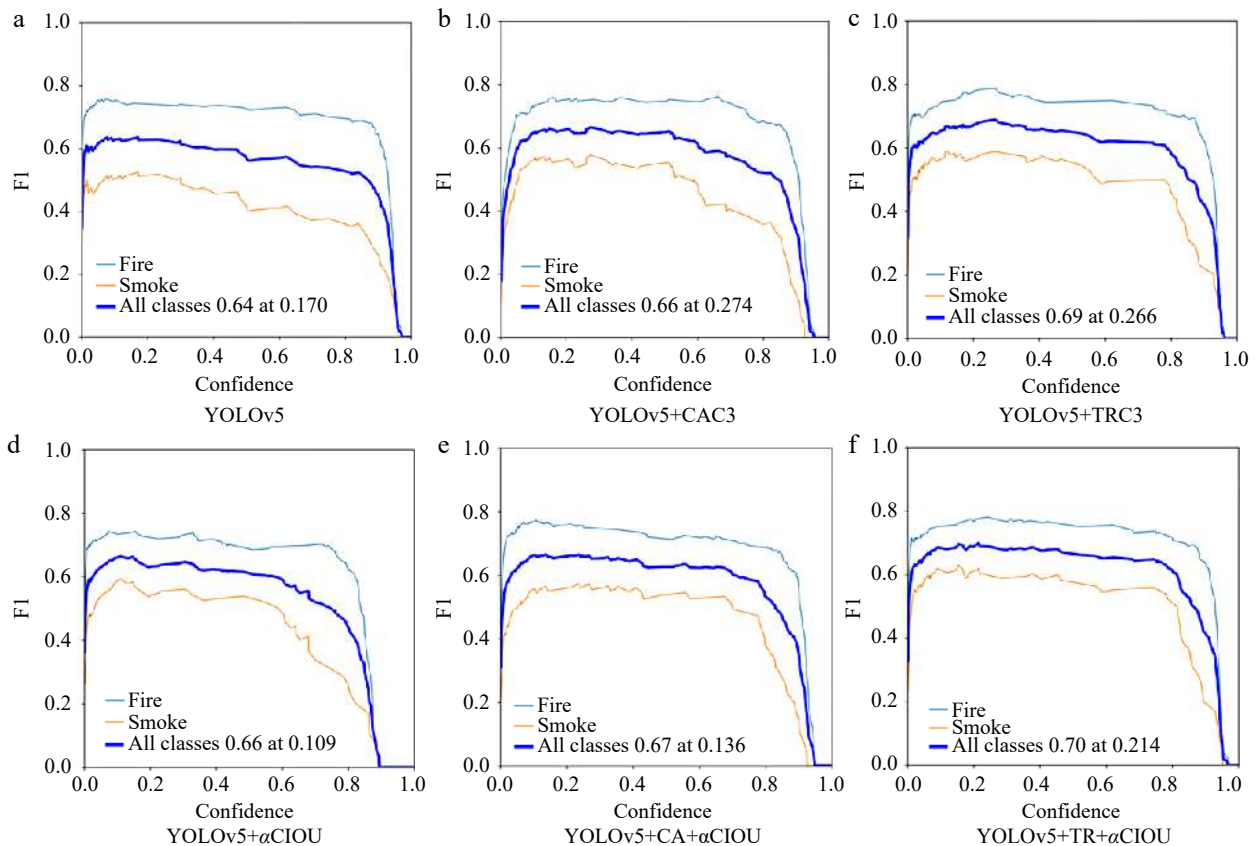 a
1.0
0.8
0.6
F1
0.4
0.2
0.0
Fire
Smoke
All classes 0.64 at 0.170
0.0 0.2 0.4 0.6 0.8 1.0
Confidence
YOLOv5
b
1.0
0.8
0.6
F1
0.4
0.2
0.0
Fire
Smoke
All classes 0.66 at 0.274
0.0 0.2 0.4 0.6 0.8 1.0
Confidence
YOLOv5+CAC3
c
1.0
0.8
0.6
F1
0.4
0.2
0.0
Fire
Smoke
All classes 0.69 at 0.266
0.0 0.2 0.4 0.6 0.8 1.0
Confidence
YOLOv5+TRC3
d
1.0
0.8
0.6
F1
0.4
0.2
0.0
Fire
Smoke
All classes 0.66 at 0.109
0.0 0.2 0.4 0.6 0.8 1.0
Confidence
YOLOv5+αCIOU
e
1.0
0.8
0.6
F1
0.4
0.2
0.0
Fire
Smoke
All classes 0.67 at 0.136
0.0 0.2 0.4 0.6 0.8 1.0
Confidence
YOLOv5+CA+αCIOU
f
1.0
0.8
0.6
F1
0.4
0.2
0.0
Fire
Smoke
All classes 0.70 at 0.214
0.0 0.2 0.4 0.6 0.8 1.0
Confidence
YOLOv5+TR+αCIOU